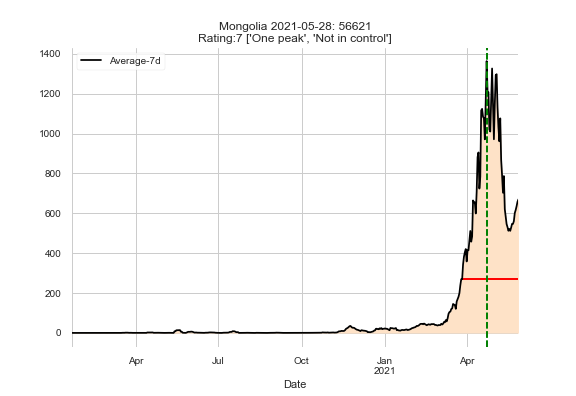 Mongolia 2021-05-28: 56621
Rating:7 ['One peak', 'Not in control']
Average-7d
1400
1200
1000
800
600
400
200
0
Apr
Jul
Oct
Jan
2021
Apr
Date